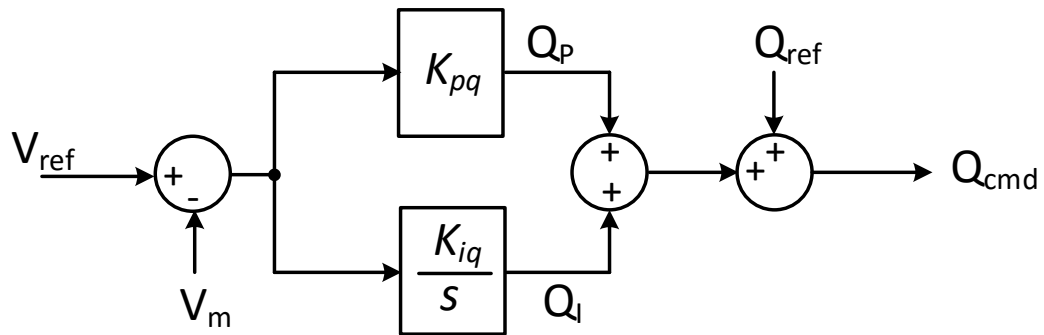 Q_P
Q_ref
K_pq
V_ref
+
-
+
+
+
+
Q_cmd
K_iq
s
V_m
Q_I